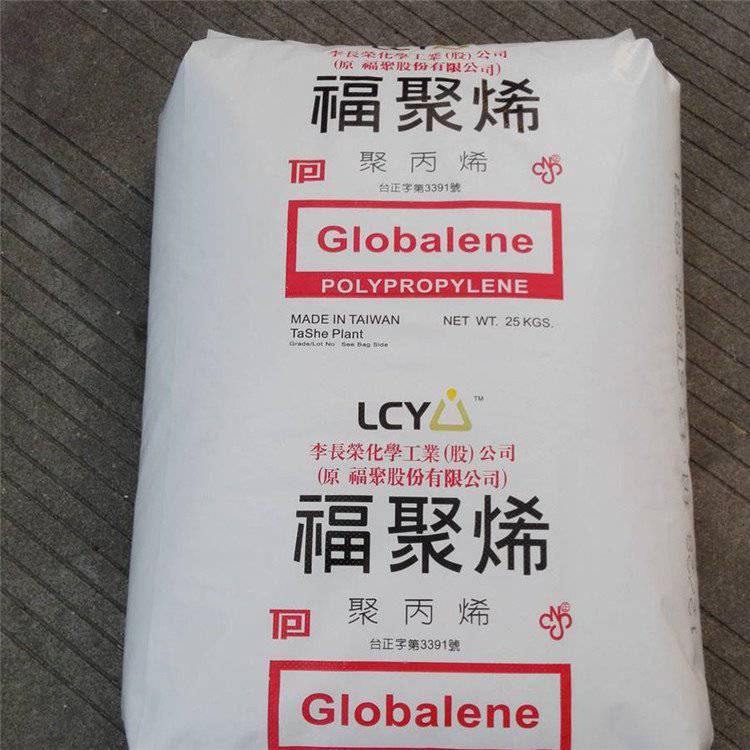 LCY
李長榮化學工業(股)公司
(原 福聚股份有限公司)
福聚烯
聚丙烯
台正字第3391號
Globalene
POLYPROPYLENE
MADE IN TAIWAN NET WT. 25 KGS.
TaShe Plant
Grade/Lot No See Bag Side
LCY TM
李長榮化學工業(股)公司
(原 福聚股份有限公司)
福聚烯
聚丙烯
台正字第3391號
Globalene